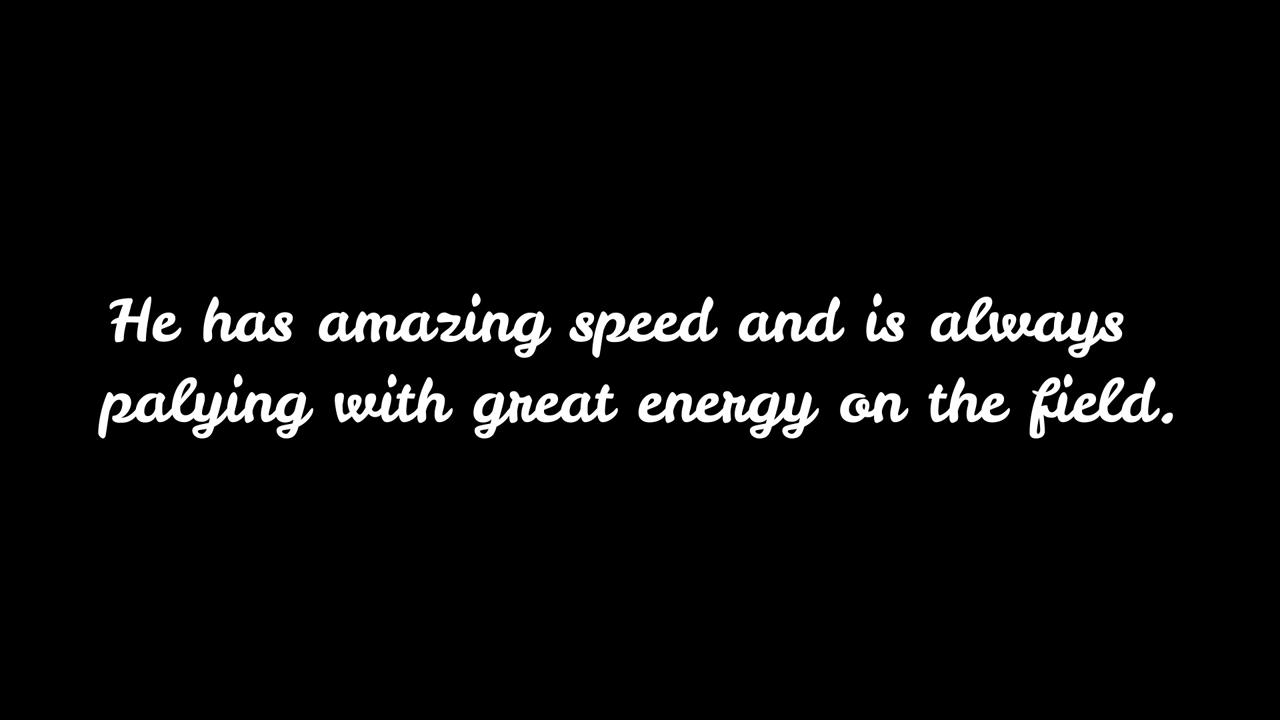 He has amazing speed and is always
palying with great energy on the field.